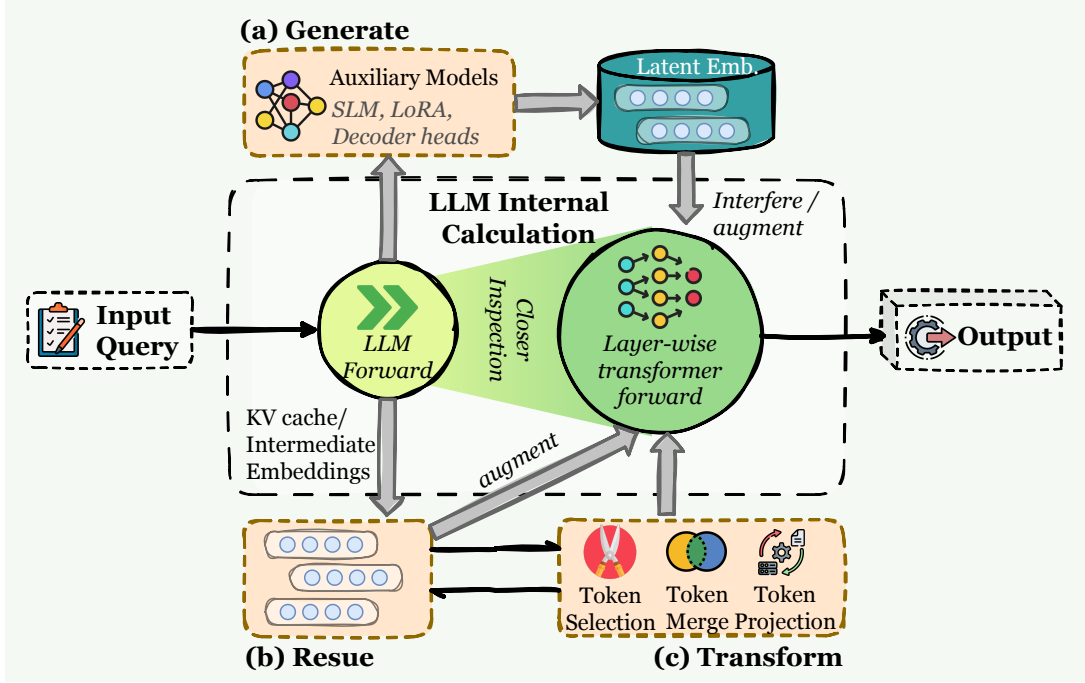 (a) Generate
Auxiliary Models
SLM, LoRA,
Decoder heads
Latent Emb.
LLM Internal
Calculation
Interfere /
augment
Input
Query
LLM
Forward
Closer
Inspection
Layer-wise
transformer
forward
Output
KV cache/
Intermediate
Embeddings
augment
Token
Selection
Token
Merge
Token
Projection
(b) Resue
(c) Transform